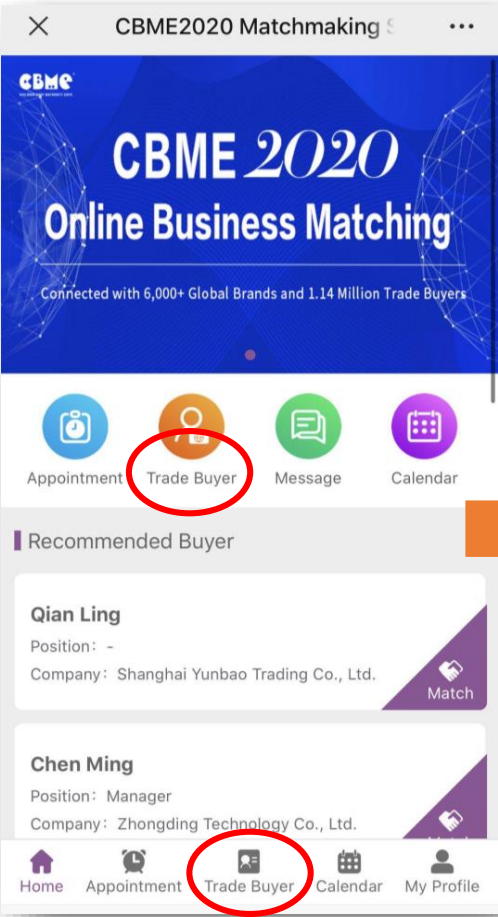 CBME2020 Matchmaking
CBME
CBME 2020
Online Business Matching
Connected with 6,000+ Global Brands and 1.14 Million Trade Buyers
Appointment Trade Buyer Message Calendar
Recommended Buyer
Qian Ling
Position: -
Company: Shanghai Yunbao Trading Co., Ltd.
Match
Chen Ming
Position: Manager
Company: Zhongding Technology Co., Ltd.
Home Appointment Trade Buyer Calendar My Profile